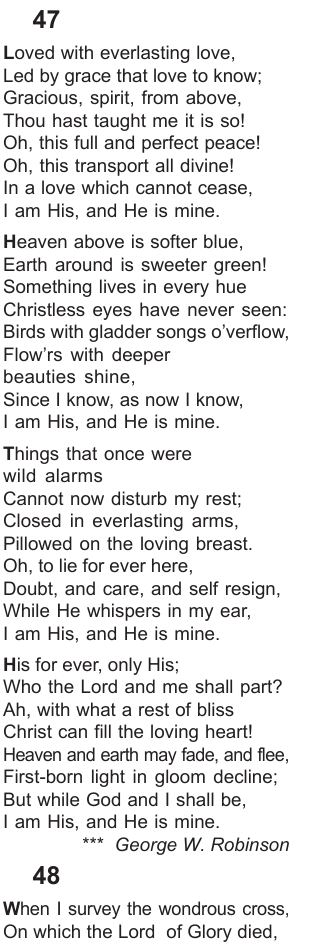 47
Loved with everlasting love,
Led by grace that love to know;
Gracious, spirit, from above,
Thou hast taught me it is so!
Oh, this full and perfect peace!
Oh, this transport all divine!
In a love which cannot cease,
I am His, and He is mine.
Heaven above is softer blue,
Earth around is sweeter green!
Something lives in every hue
Christless eyes have never seen:
Birds with gladder songs o'verflow,
Flow'rs with deeper
beauties shine,
Since I know, as now I know,
I am His, and He is mine.
Things that once were
wild alarms
Cannot now disturb my rest;
Closed in everlasting arms,
Pillowed on the loving breast.
Oh, to lie for ever here,
Doubt, and care, and self resign,
While He whispers in my ear,
I am His, and He is mine.
His for ever, only His;
Who the Lord and me shall part?
Ah, with what a rest of bliss
Christ can fill the loving heart!
Heaven and earth may fade, and flee,
First-born light in gloom decline;
But while God and I shall be,
I am His, and He is mine.
*** George W. Robinson
48
When I survey the wondrous cross,
On which the Lord of Glory died,